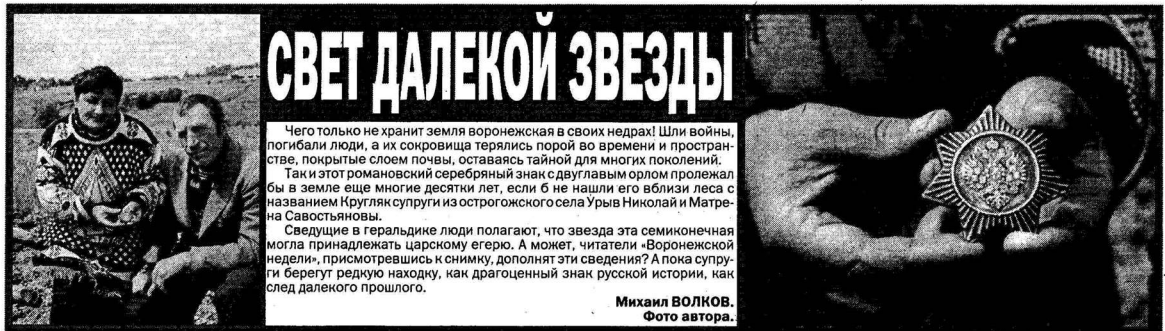 СВЕТ ДАЛЕКОЙ ЗВЕЗДЫ
Чего только не хранит земля воронежская в своих недрах! Шли войны,
погибали люди, а их сокровища терялись порой во времени и простран-
стве, покрытые слоем почвы, оставаясь тайной для многих поколений.
Так и этот романовский серебряный знак с двуглавым орлом пролежал
бы в земле еще многие десятки лет, если б не нашли его вблизи леса с
названием Кругляк супруги из острогожского села Урыв Николай и Матре-
на Савостьяновы.
Сведущие в геральдике люди полагают, что звезда эта семиконечная
могла принадлежать царскому егерю. А может, читатели «Воронежской
недели», присмотревшись к снимку, дополнят эти сведения? А пока супру-
ги берегут редкую находку, как драгоценный знак русской истории, как
след далекого прошлого.
Михаил ВОЛКОВ.
Фото автора.